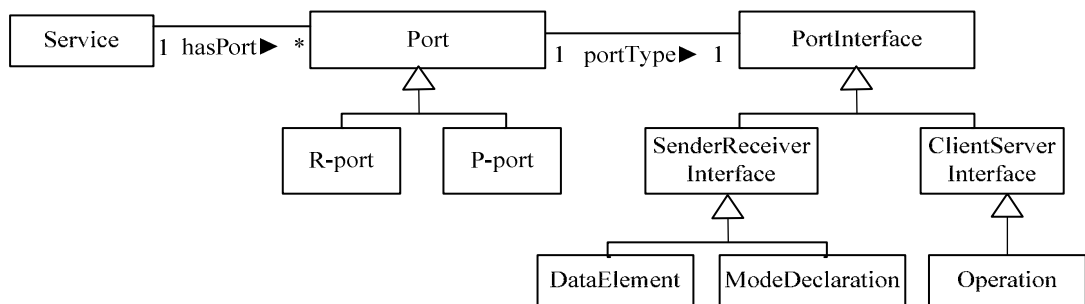 Service
1 hasPort► *
Port
1 portType► 1
PortInterface
R-port
P-port
SenderReceiver
Interface
ClientServer
Interface
DataElement
ModeDeclaration
Operation